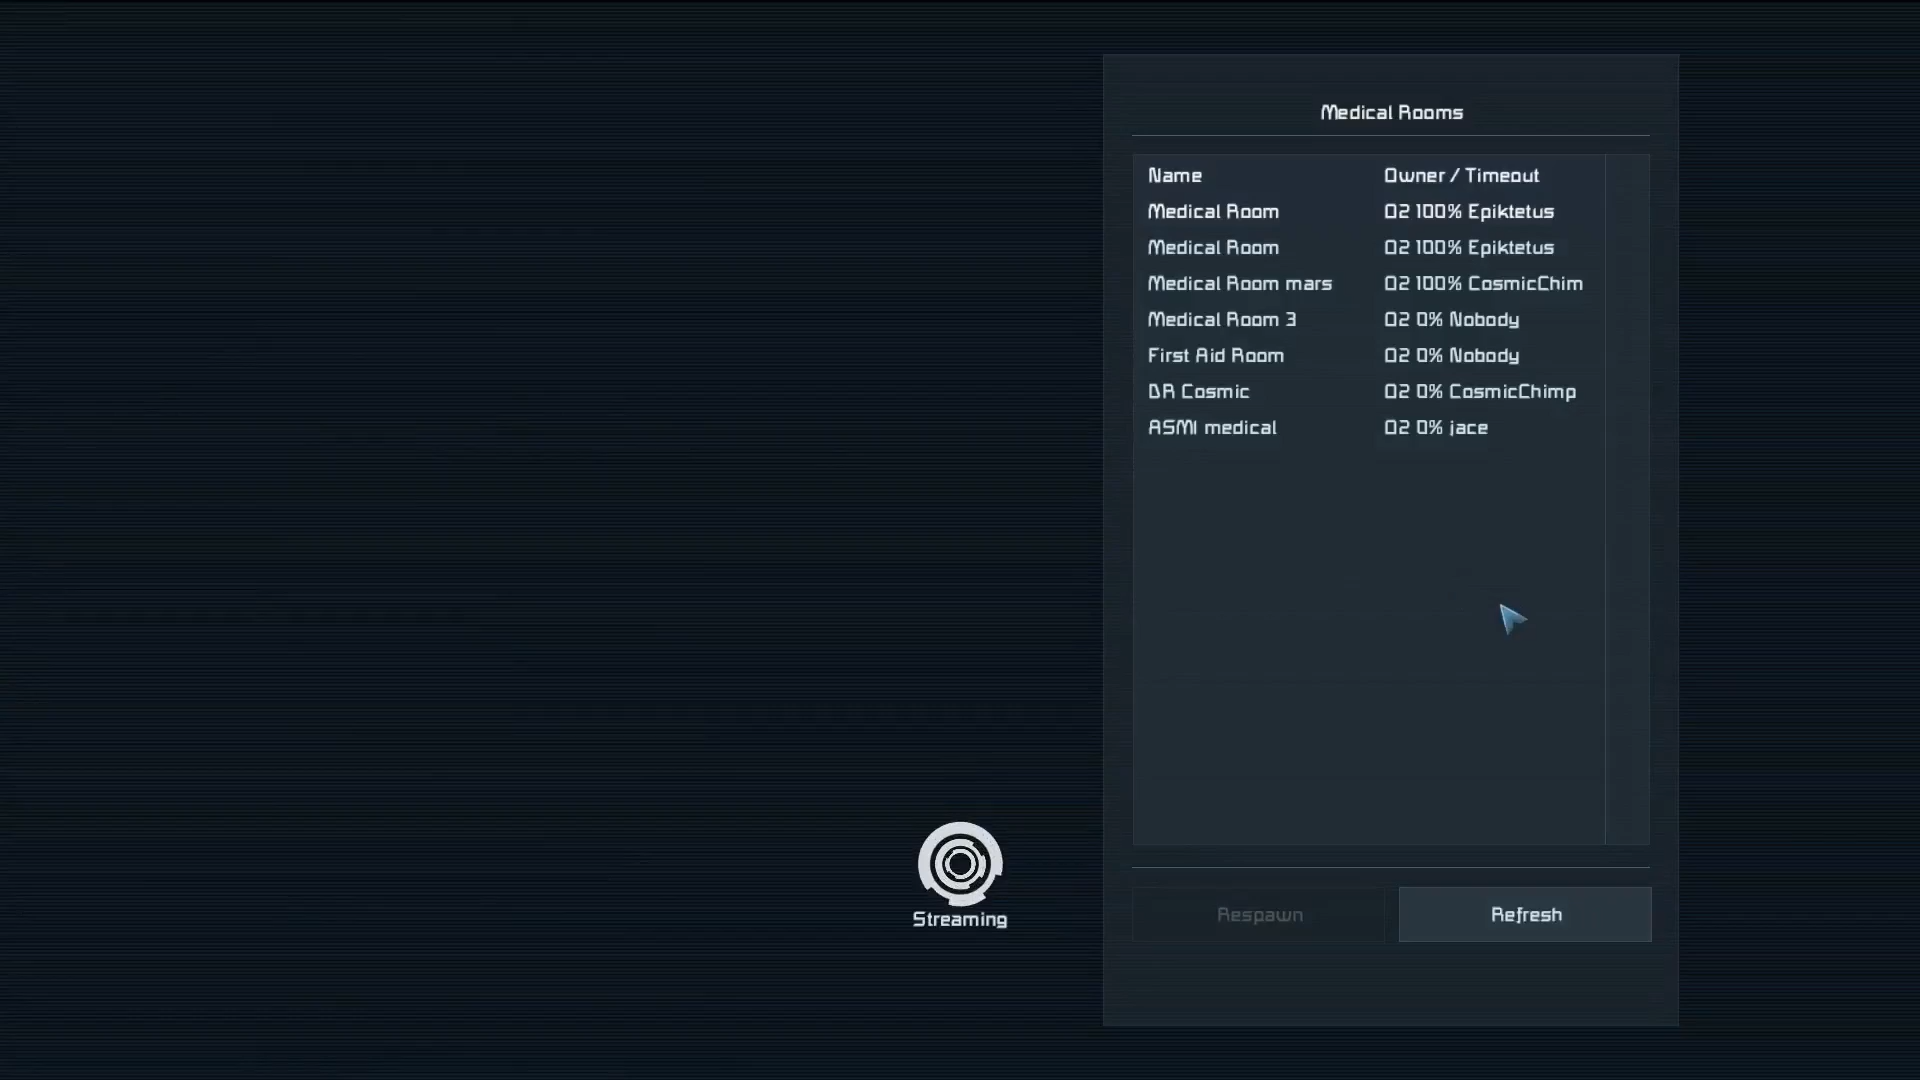 Medical Rooms
Name Owner / Timeout
Medical Room O2 100% Epiktetus
Medical Room O2 100% Epiktetus
Medical Room mars O2 100% CosmicChim
Medical Room 3 O2 0% Nobody
First Aid Room O2 0% Nobody
DR Cosmic O2 0% CosmicChimp
ASMI medical O2 0% jace
Respawn Refresh
Streaming